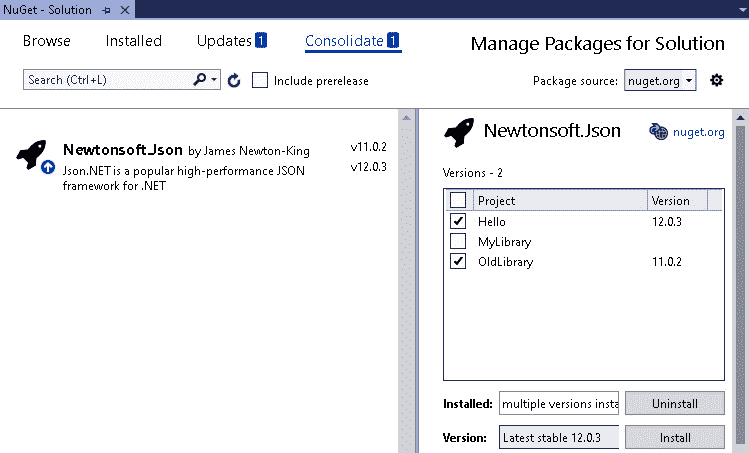 NuGet - Solution
Browse Installed Updates 1 Consolidate 1 Manage Packages for Solution
Search (Ctrl+L) Include prerelease Package source: nuget.org
Newtonsoft.Json by James Newton-King v11.0.2
v12.0.3
Json.NET is a popular high-performance JSON
framework for .NET
Newtonsoft.Json nuget.org
Versions - 2
Project Version
Hello 12.0.3
MyLibrary
OldLibrary 11.0.2
Installed: multiple versions insta Uninstall
Version: Latest stable 12.0.3 Install